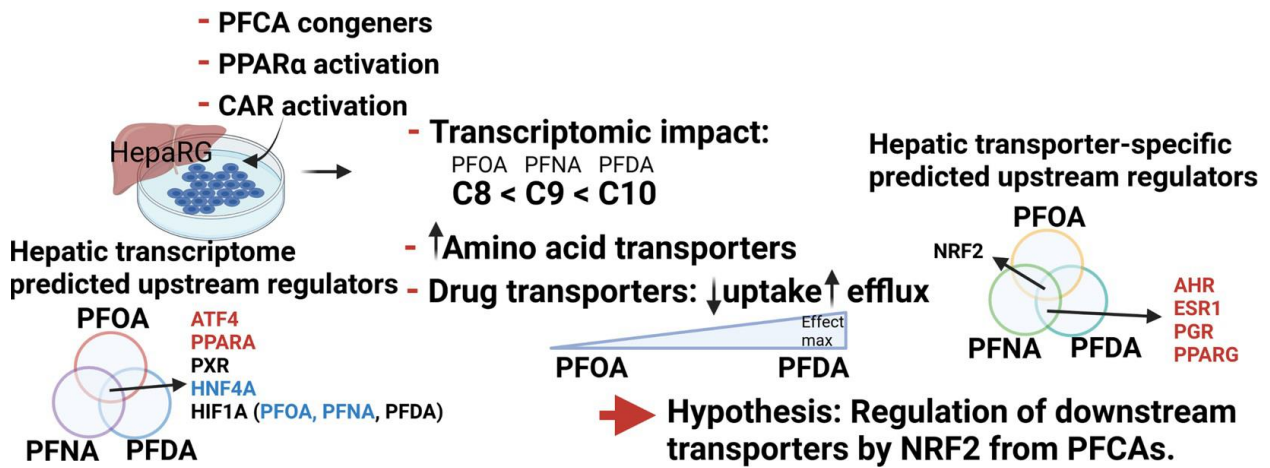 - PFCA congeners
- PPARα activation
- CAR activation
HepaRG
- Transcriptomic impact:
PFOA PFNA PFDA
C8 < C9 < C10
- ↑Amino acid transporters
- Drug transporters: ↓uptake↑ efflux
Effect
max
PFOA PFDA
Hepatic transcriptome
predicted upstream regulators
PFOA
PFNA PFDA
ATF4
PPARA
PXR
HNF4A
HIF1A (PFOA, PFNA, PFDA)
Hepatic transporter-specific
predicted upstream regulators
PFOA
NRF2
PFNA PFDA
AHR
ESR1
PGR
PPARG
Hypothesis: Regulation of downstream
transporters by NRF2 from PFCAs.